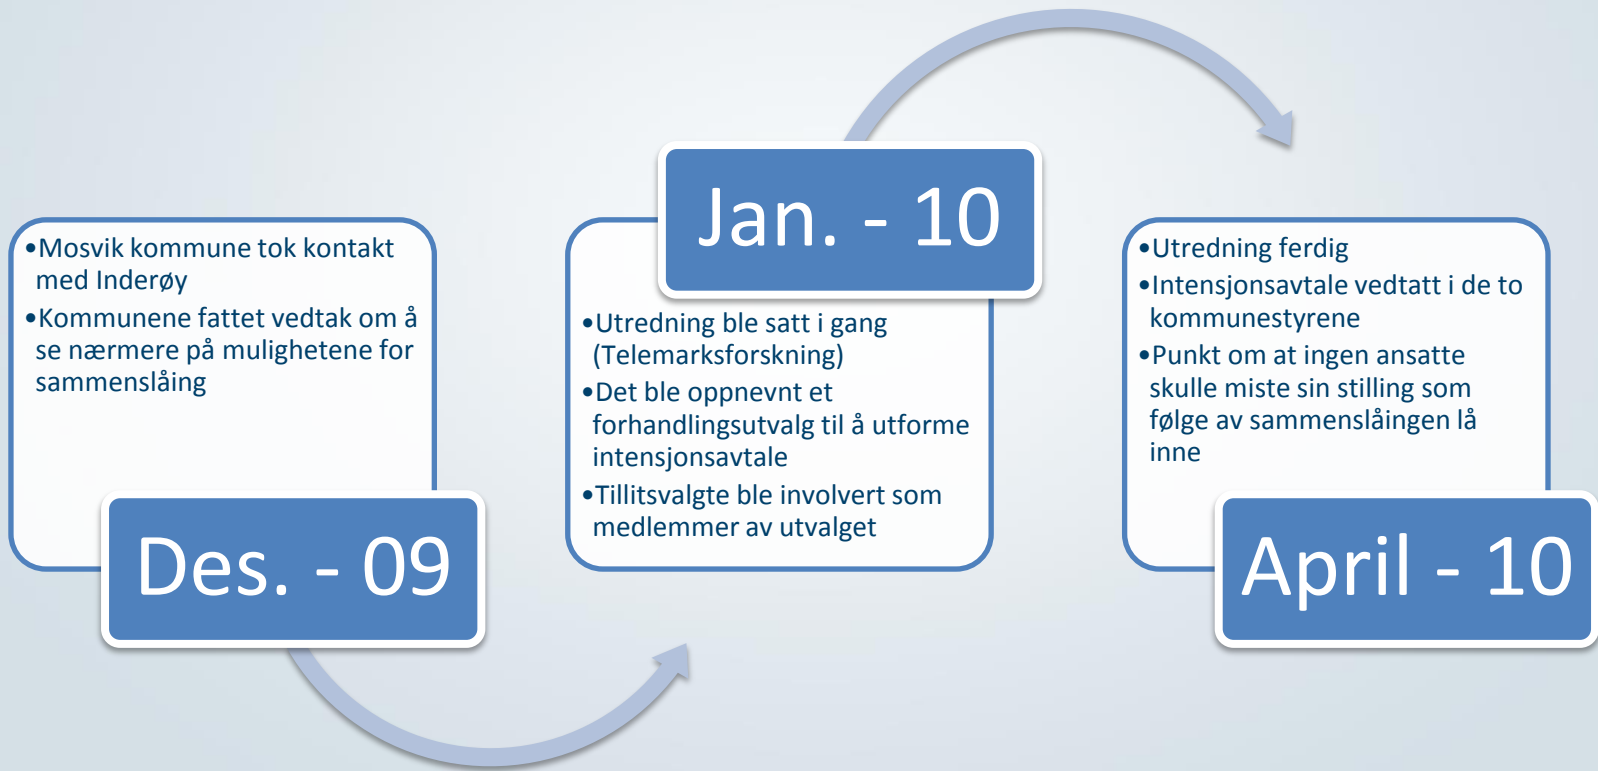 •Mosvik kommune tok kontakt
med Inderøy
•Kommunene fattet vedtak om å
se nærmere på mulighetene for
sammenslåing
Des. - 09
Jan. - 10
•Utredning ble satt i gang
(Telemarksforskning)
•Det ble oppnevnt et
forhandlingsutvalg til å utforme
intensjonsavtale
•Tillitsvalgte ble involvert som
medlemmer av utvalget
•Utredning ferdig
•Intensjonsavtale vedtatt i de to
kommunestyrene
•Punkt om at ingen ansatte
skulle miste sin stilling som
følge av sammenslåingen lå
inne
April - 10